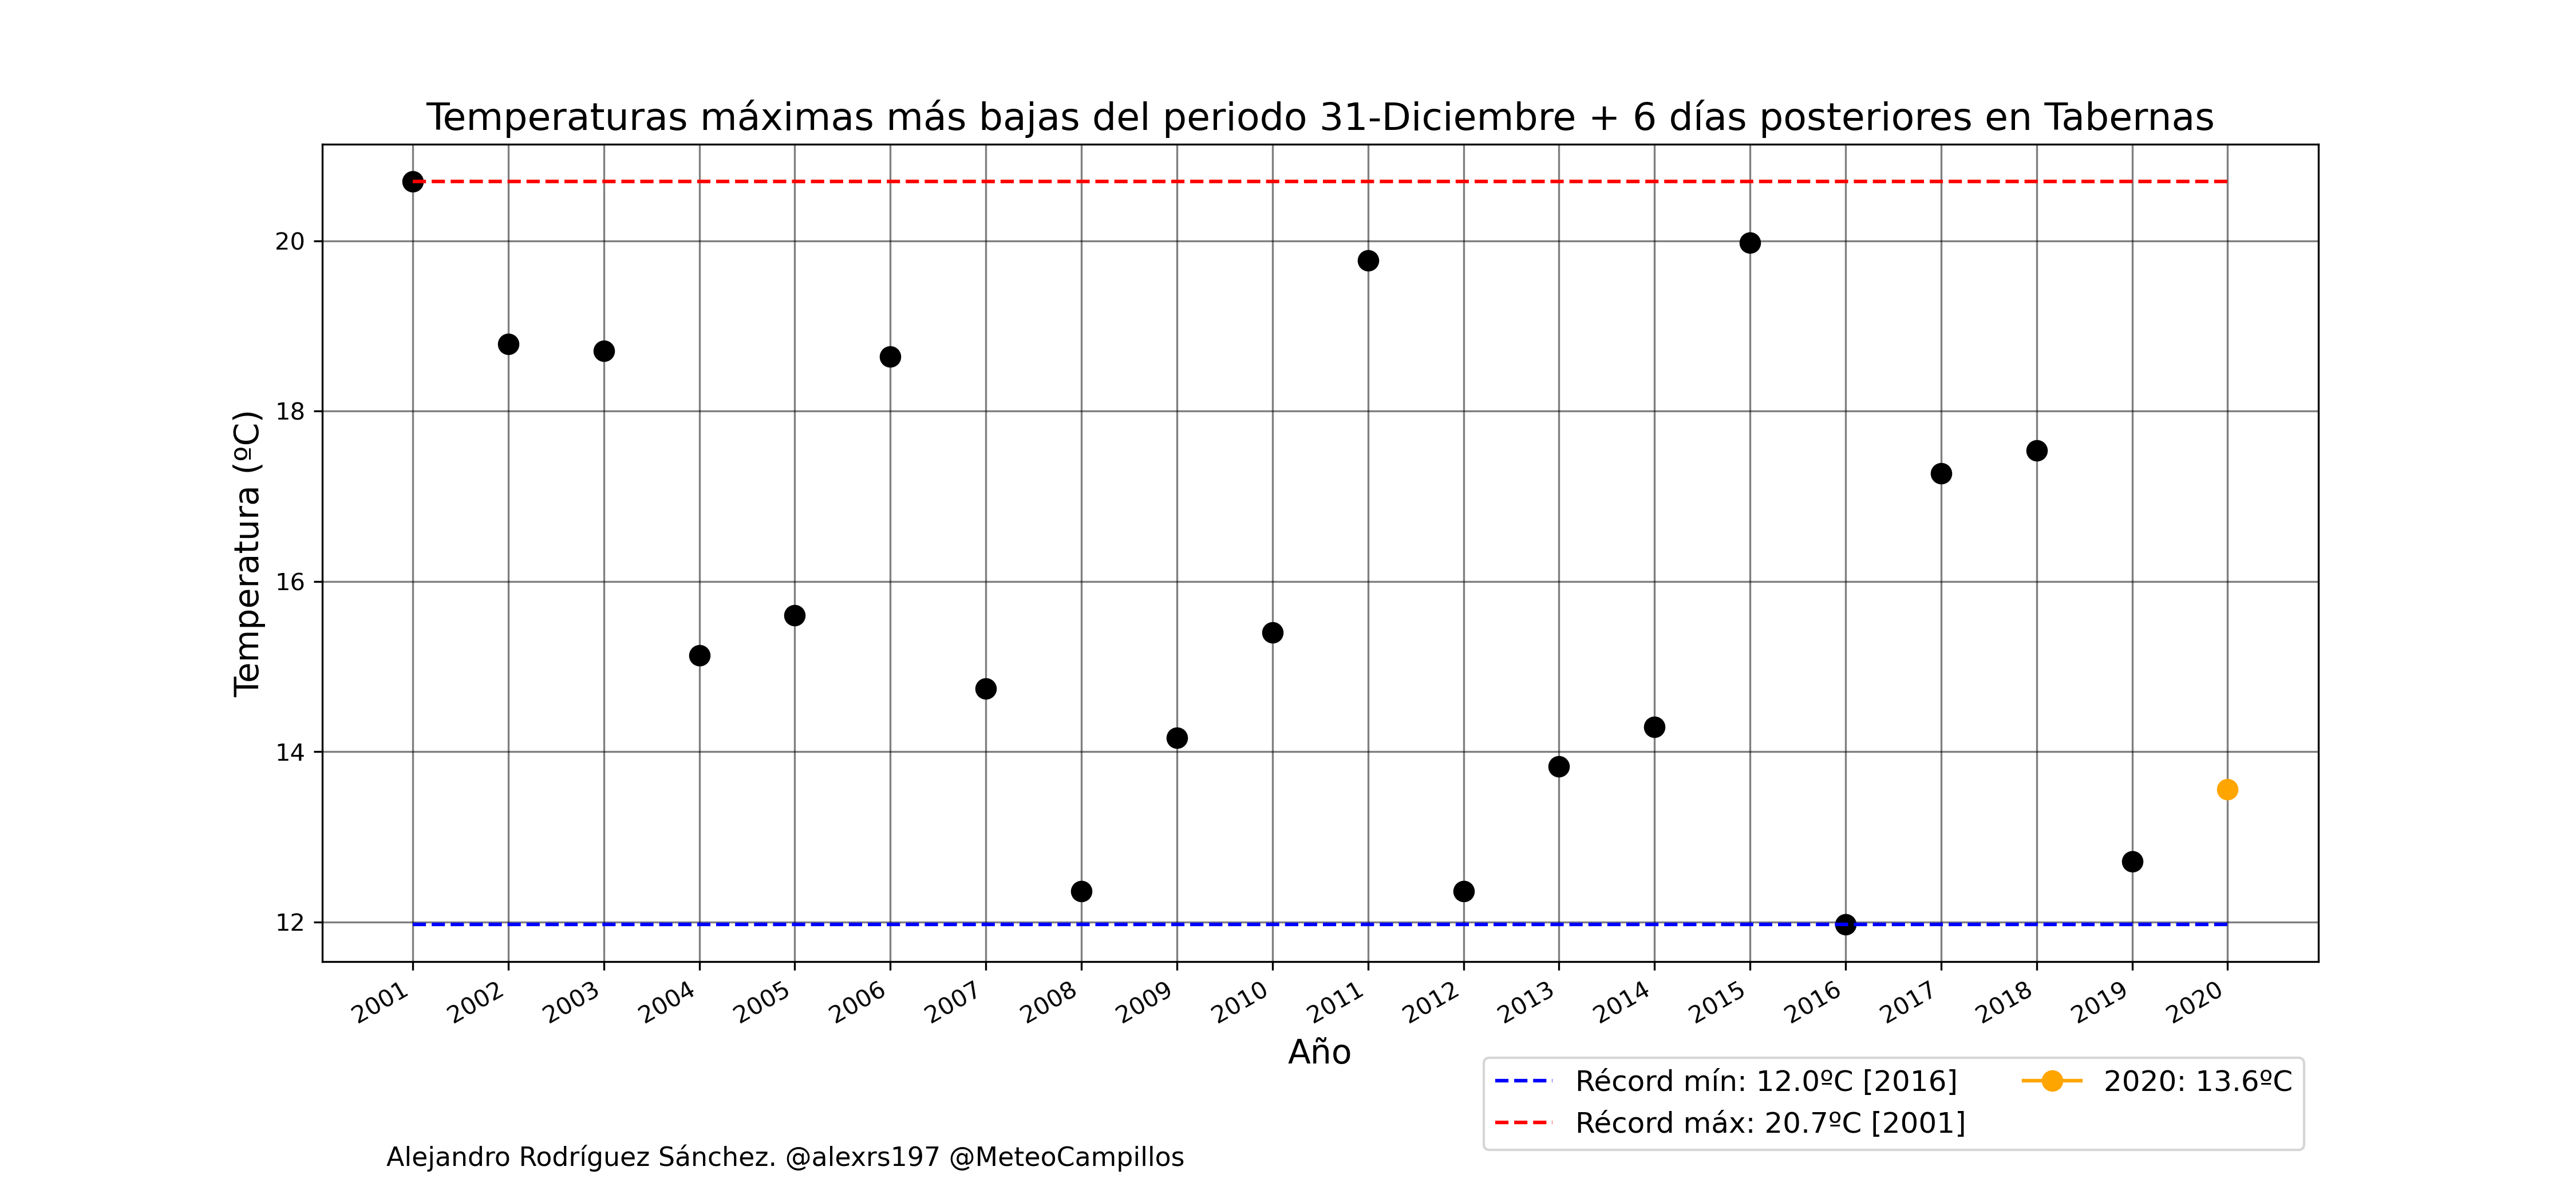 Temperaturas máximas más bajas del periodo 31-Diciembre + 6 días posteriores en Tabernas
Temperatura (ºC)
20
18
16
14
12
2001 2002 2003 2004 2005 2006 2007 2008 2009 2010 2011 2012 2013 2014 2015 2016 2017 2018 2019 2020
Año
Récord mín: 12.0ºC [2016]
Récord máx: 20.7ºC [2001]
2020: 13.6ºC
Alejandro Rodríguez Sánchez. @alexrs197 @MeteoCampillos